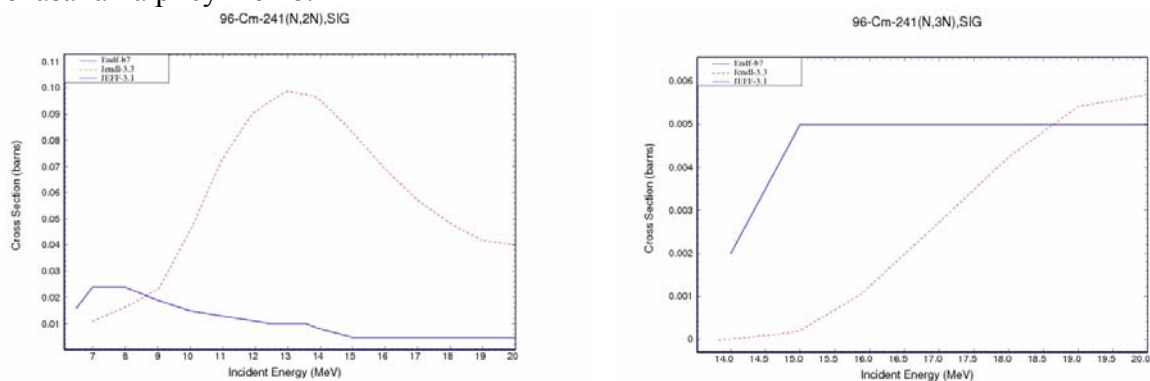 96-Cm-241(N,2N),SIG
Cross Section (barns)
0.11
0.10
0.09
0.08
0.07
0.06
0.05
0.04
0.03
0.02
0.01
Endf-b7
Jendl-3.3
JEFF-3.1
7 8 9 10 11 12 13 14 15 16 17 18 19 20
Incident Energy (MeV)
96-Cm-241(N,3N),SIG
Cross Section (barns)
0.006
0.005
0.004
0.003
0.002
0.001
0
Endf-b7
Jendl-3.3
JEFF-3.1
14.0 14.5 15.0 15.5 16.0 16.5 17.0 17.5 18.0 18.5 19.0 19.5 20.0
Incident Energy (MeV)